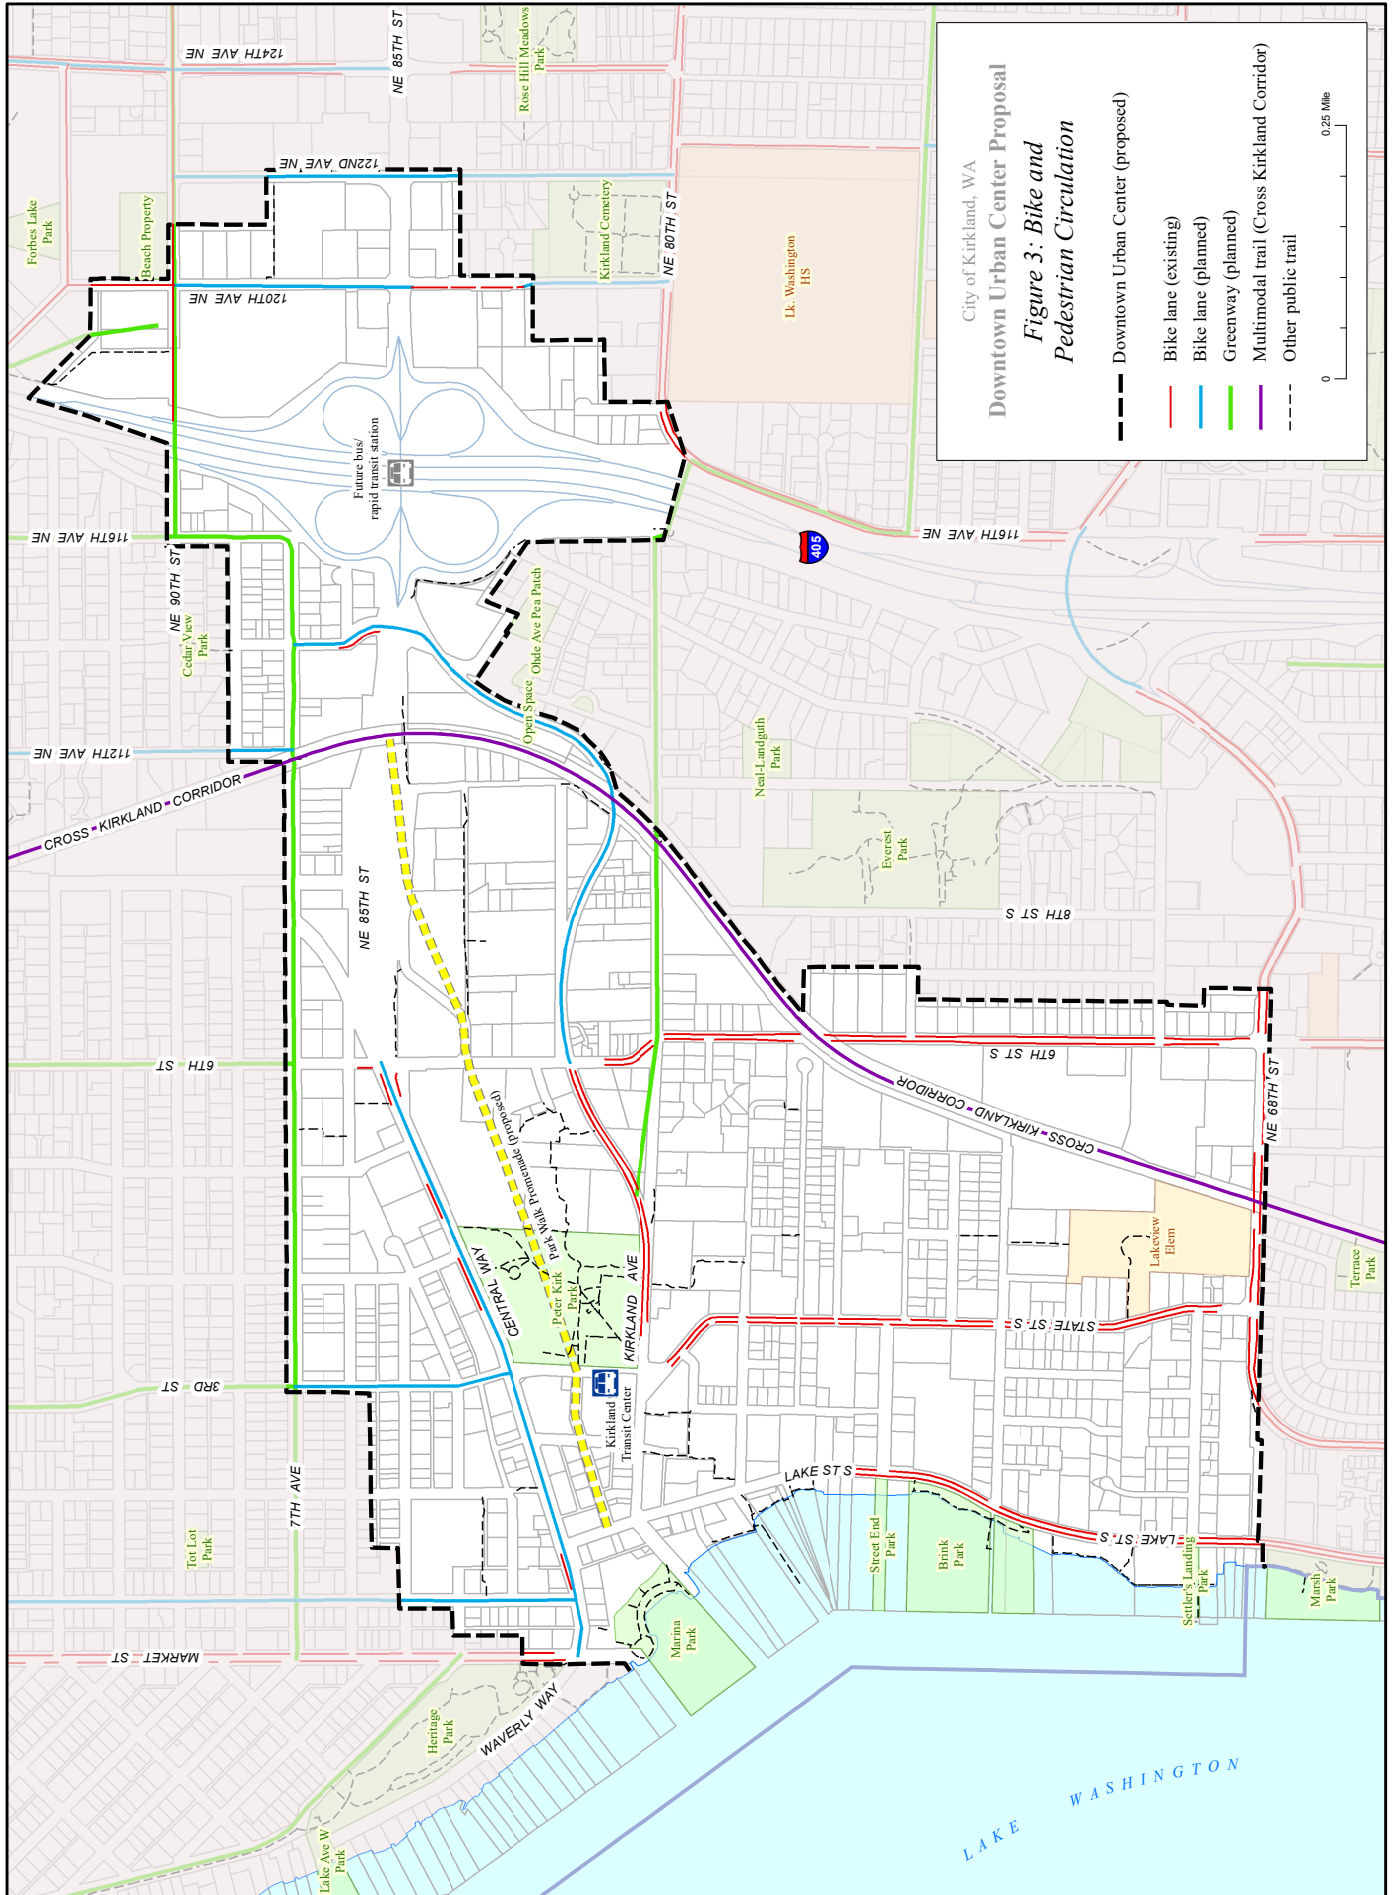 City of Kirkland, WA
Downtown Urban Center Proposal
Figure 3: Bike and
Pedestrian Circulation
Downtown Urban Center (proposed)
Bike lane (existing)
Bike lane (planned)
Greenway (planned)
Multimodal trail (Cross Kirkland Corridor)
Other public trail
0
0.25 Mile
124TH AVE NE
NE 85TH ST
Rose Hill Meadows
Park
Forbes Lake
Park
Beach Property
122ND AVE NE
Kirkland Cemetery
NE 80TH ST
120TH AVE NE
Lk. Washington
HS
Future bus/
rapid transit station
116TH AVE NE
NE 90TH ST
Cedar View
Park
405
116TH AVE NE
Ohde Ave Pea Patch
Open Space
112TH AVE NE
CROSS KIRKLAND CORRIDOR
Neal-Landguth
Park
Everest
Park
8TH ST S
NE 85TH ST
6TH ST
6TH ST S
CROSS KIRKLAND CORRIDOR
NE 68TH ST
Park Walk Promenade (proposed)
CENTRAL WAY
Peter Kirk
Park
KIRKLAND AVE
Lakeview
Elem
Terrace
Park
STATE ST S
3RD ST
Kirkland
Transit Center
7TH AVE
Tot Lot
Park
LAKE ST S
Street End
Park
Brink
Park
LAKE ST S
Settler's Landing
Park
Marsh
Park
MARKET ST
Marina
Park
Heritage
Park
WAVERLY WAY
Lake Ave W
Park
LAKE WASHINGTON